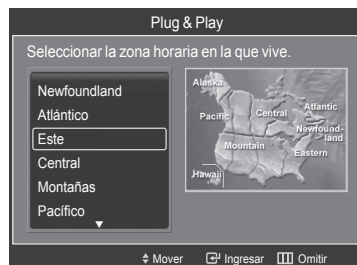 Plug & Play
Seleccionar la zona horaria en la que vive.
Newfoundland
Atlántico
Este
Central
Montañas
Pacífico
Alaska
Pacific
Central
Atlantic
Newfound-
land
Mountain
Eastern
Hawaii
Mover
Ingresar
Omitir